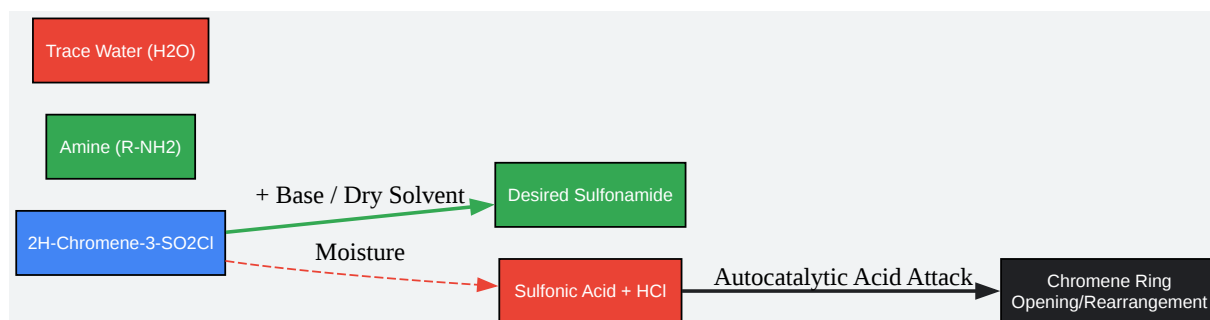 Trace Water (H2O)
Amine (R-NH2)
+ Base / Dry Solvent
Desired Sulfonamide
2H-Chromene-3-SO2Cl
Moisture
Sulfonic Acid + HCl
Autocatalytic Acid Attack
Chromene Ring
Opening/Rearrangement